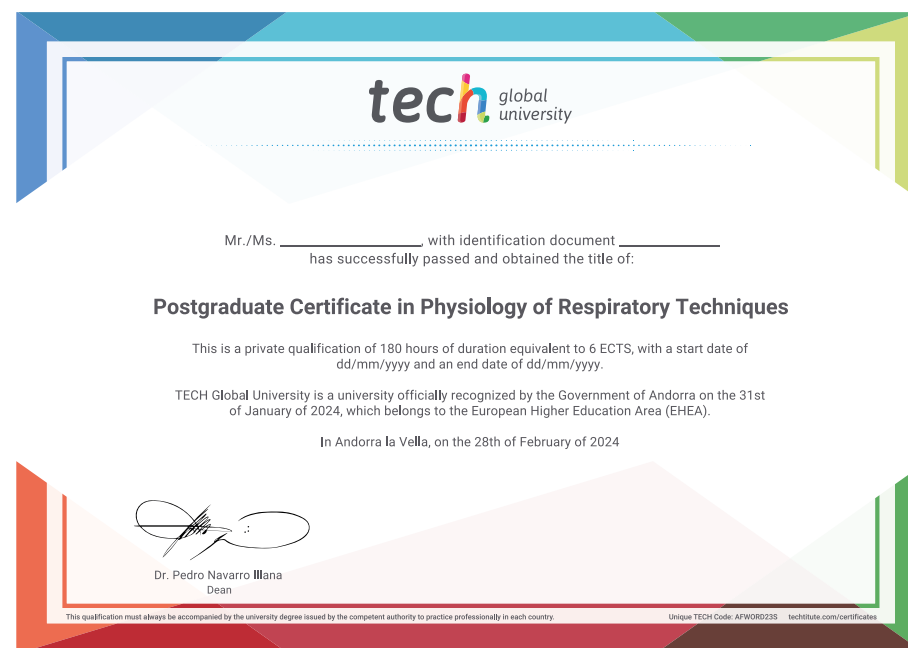 tech global
university
Mr./Ms. ____________________, with identification document ______________
has successfully passed and obtained the title of:
Postgraduate Certificate in Physiology of Respiratory Techniques
This is a private qualification of 180 hours of duration equivalent to 6 ECTS, with a start date of
dd/mm/yyyy and an end date of dd/mm/yyyy.
TECH Global University is a university officially recognized by the Government of Andorra on the 31st
of January of 2024, which belongs to the European Higher Education Area (EHEA).
In Andorra la Vella, on the 28th of February of 2024
Dr. Pedro Navarro Illana
Dean
This qualification must always be accompanied by the university degree issued by the competent authority to practice professionally in each country.
Unique TECH Code: AFWORD23S techtitute.com/certificates